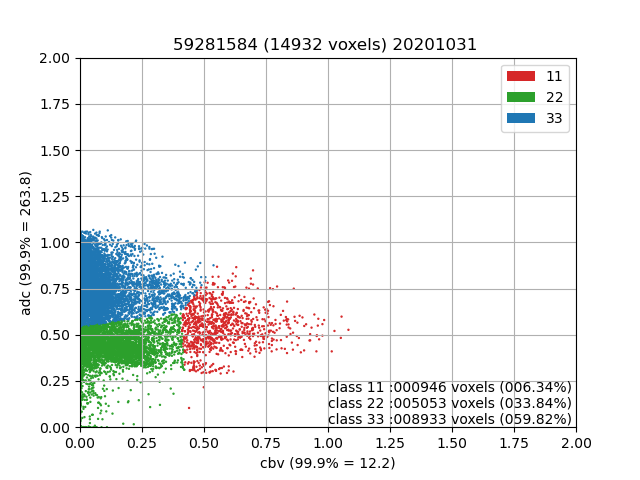 59281584 (14932 voxels) 20201031
2.00
1.75
1.50
1.25
1.00
0.75
0.50
0.25
0.00
adc (99.9% = 263.8)
11
22
33
class 11 :000946 voxels (006.34%)
class 22 :005053 voxels (033.84%)
class 33 :008933 voxels (059.82%)
0.00 0.25 0.50 0.75 1.00 1.25 1.50 1.75 2.00
cbv (99.9% = 12.2)